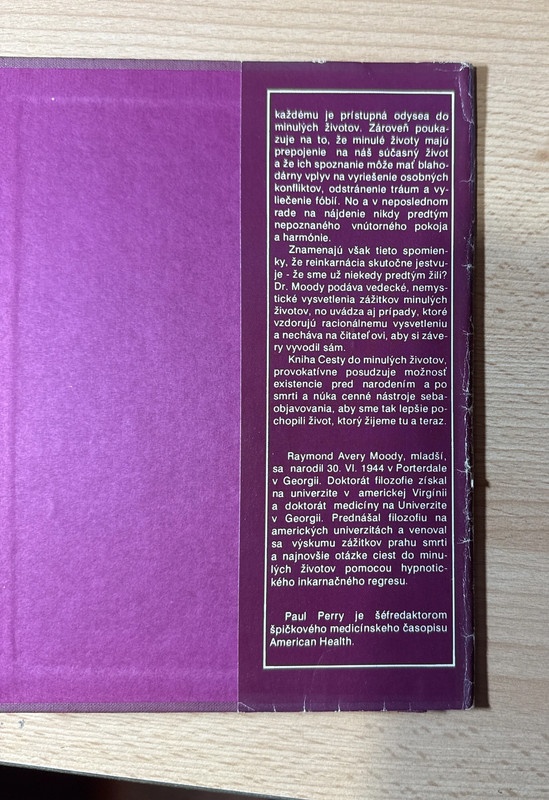 každému je prístupná odysea do
minulých životov. Zároveň pouka-
zuje na to, že minulé životy majú
prepojenie na náš súčasný život
a že ich spoznanie môže mať blaho-
dárny vplyv na vyriešenie osobných
konfliktov, odstránenie tráum a vy-
liečenie fóbií. No a v neposlednom
rade na nájdenie nikdy predtým
nepoznaného vnútorného pokoja
a harmónie.
Znamenajú však tieto spomien-
ky, že reinkarnácia skutočne jestvu-
je - že sme už niekedy predtým žili?
Dr. Moody podáva vedecké, nemys-
tické vysvetlenia zážitkov minulých
životov, no uvádza aj prípady, ktoré
vzdorujú racionálnemu vysvetleniu
a necháva na čitateľovi, aby si záve-
ry vyvodil sám.
Kniha Cesty do minulých životov,
provokatívne posudzuje možnosť
existencie pred narodením a po
smrti a núka cenné nástroje seba-
objavovania, aby sme tak lepšie po-
chopili život, ktorý žijeme tu a teraz.
Raymond Avery Moody, mladší,
sa narodil 30. VI. 1944 v Porterdale
v Georgii. Doktorát filozofie získal
na univerzite v americkej Virgínii
a doktorát medicíny na Univerzite
v Georgii. Prednášal filozofiu na
amerických univerzitách a venoval
sa výskumu zážitkov prahu smrti
a najnovšie otázke ciest do minu-
lých životov pomocou hypnotic-
kého inkarnačného regresu.
Paul Perry je šéfredaktorom
špičkového medicínskeho časopisu
American Health.